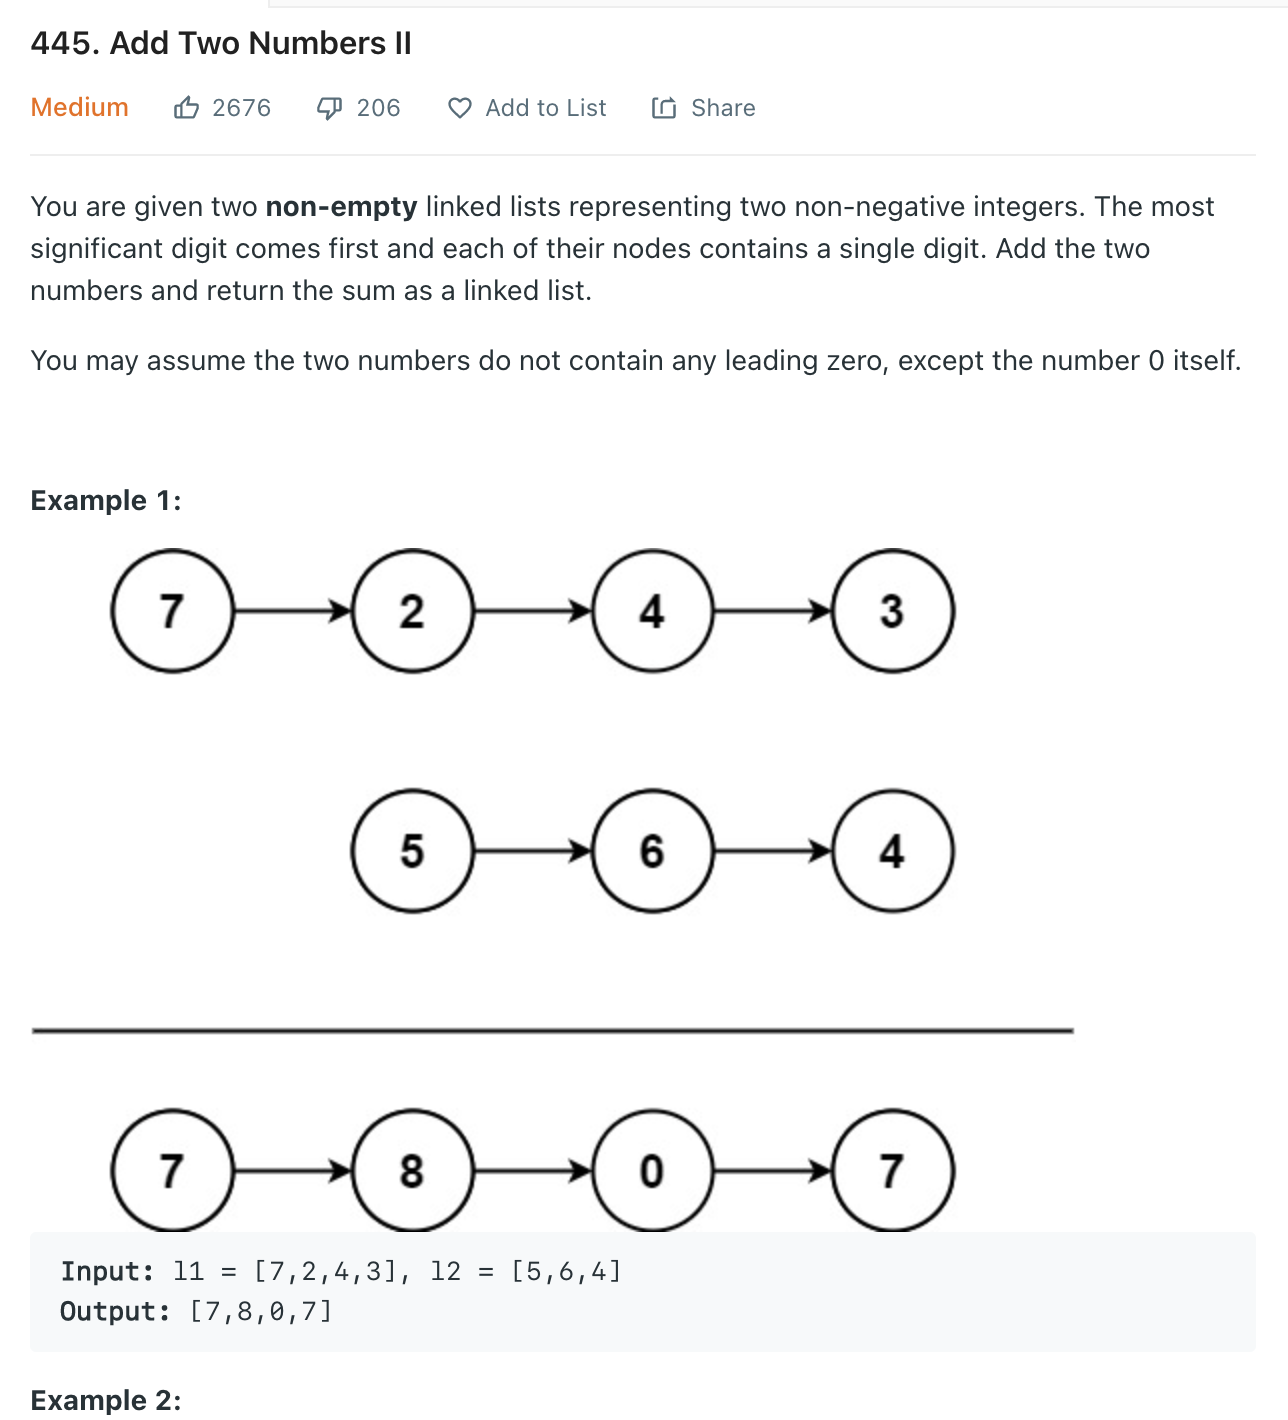 445. Add Two Numbers II
Medium 2676 206 Add to List Share
You are given two non-empty linked lists representing two non-negative integers. The most
significant digit comes first and each of their nodes contains a single digit. Add the two
numbers and return the sum as a linked list.
You may assume the two numbers do not contain any leading zero, except the number 0 itself.
Example 1:
7 2 4 3
5 6 4
7 8 0 7
Input: l1 = [7,2,4,3], l2 = [5,6,4]
Output: [7,8,0,7]
Example 2: